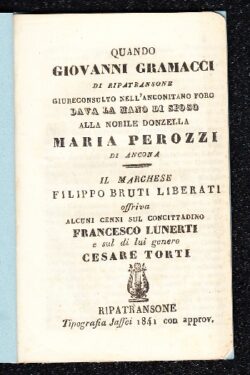 QUANDO
GIOVANNI GRAMACCI
DI RIPATRANSONE
GIURECONSULTO NELL'ANCONITANO FORO
DAVA LA MANO DI SPOSO
ALLA NOBILE DONZELLA
MARIA PEROZZI
DI ANCONA
IL MARCHESE
FILIPPO BRUTI LIBERATI
offriva
ALCUNI CENNI SUL CONCITTADINO
FRANCESCO LUNERTI
e sul di lui genero
CESARE TORTI
RIPATRANSONE
Tipografia Jaffei 1841 con approv.